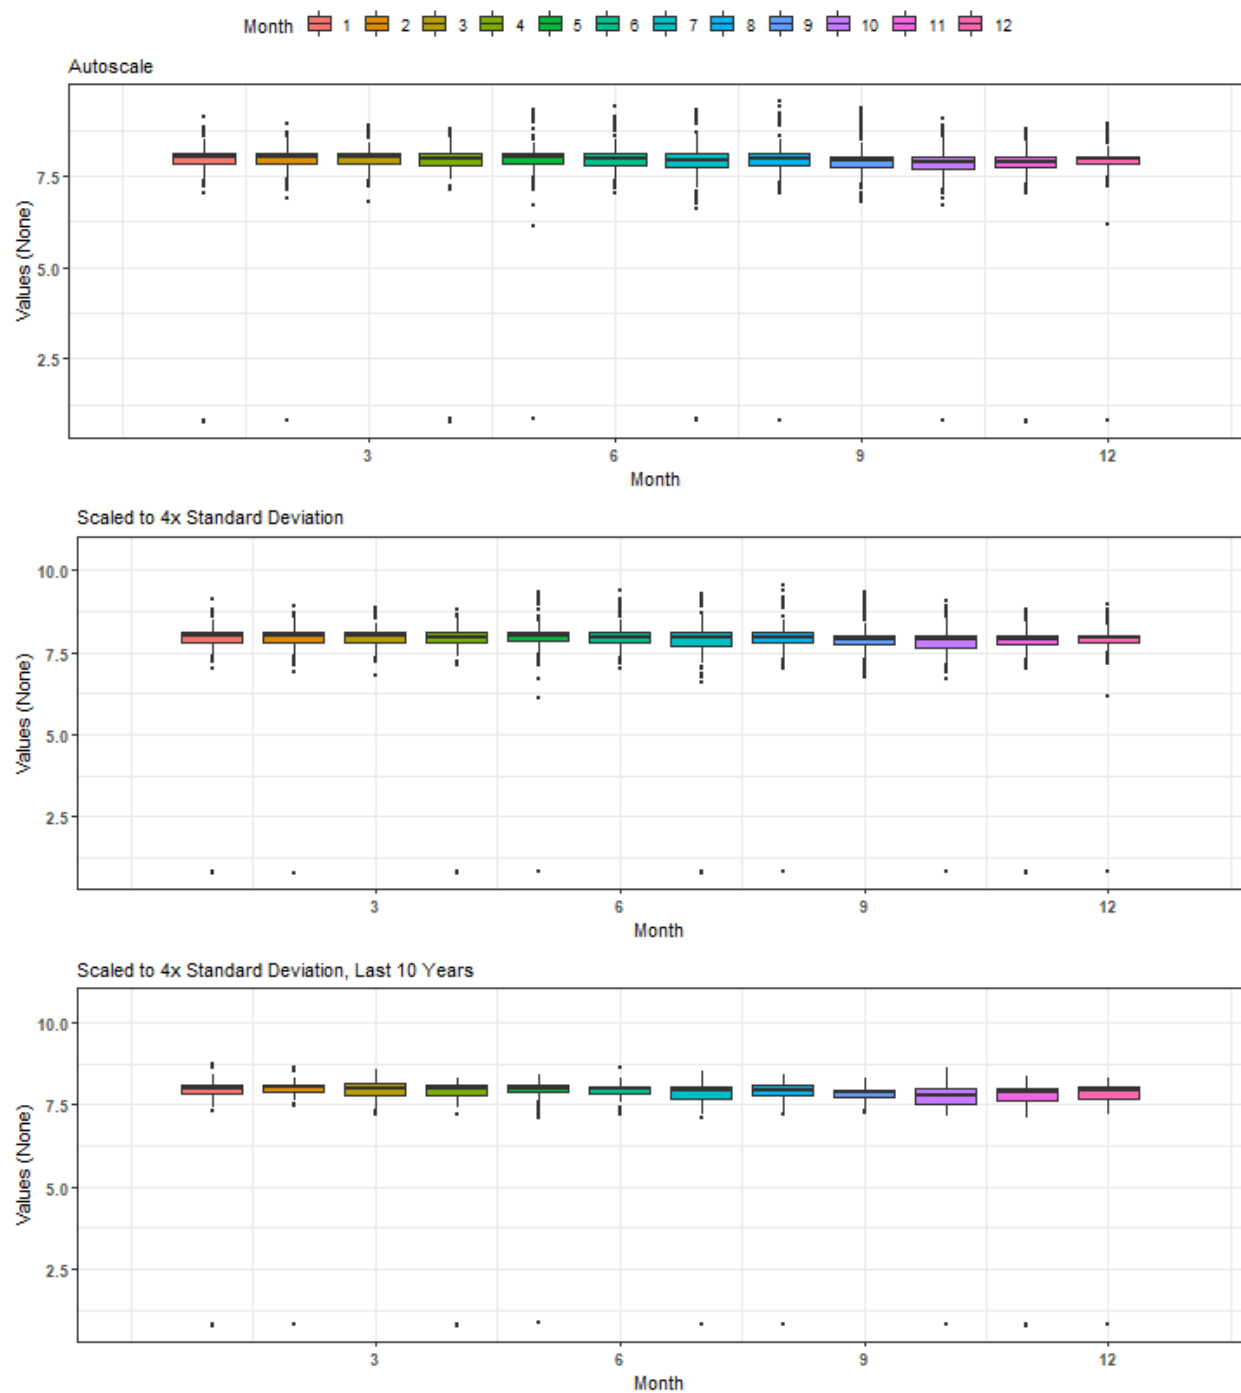 Month 1 2 3 4 5 6 7 8 9 10 11 12
Autoscale
Values (None)
7.5
5.0
2.5
3 6 9 12
Month
Scaled to 4x Standard Deviation
Values (None)
10.0
7.5
5.0
2.5
3 6 9 12
Month
Scaled to 4x Standard Deviation, Last 10 Years
Values (None)
10.0
7.5
5.0
2.5
3 6 9 12
Month